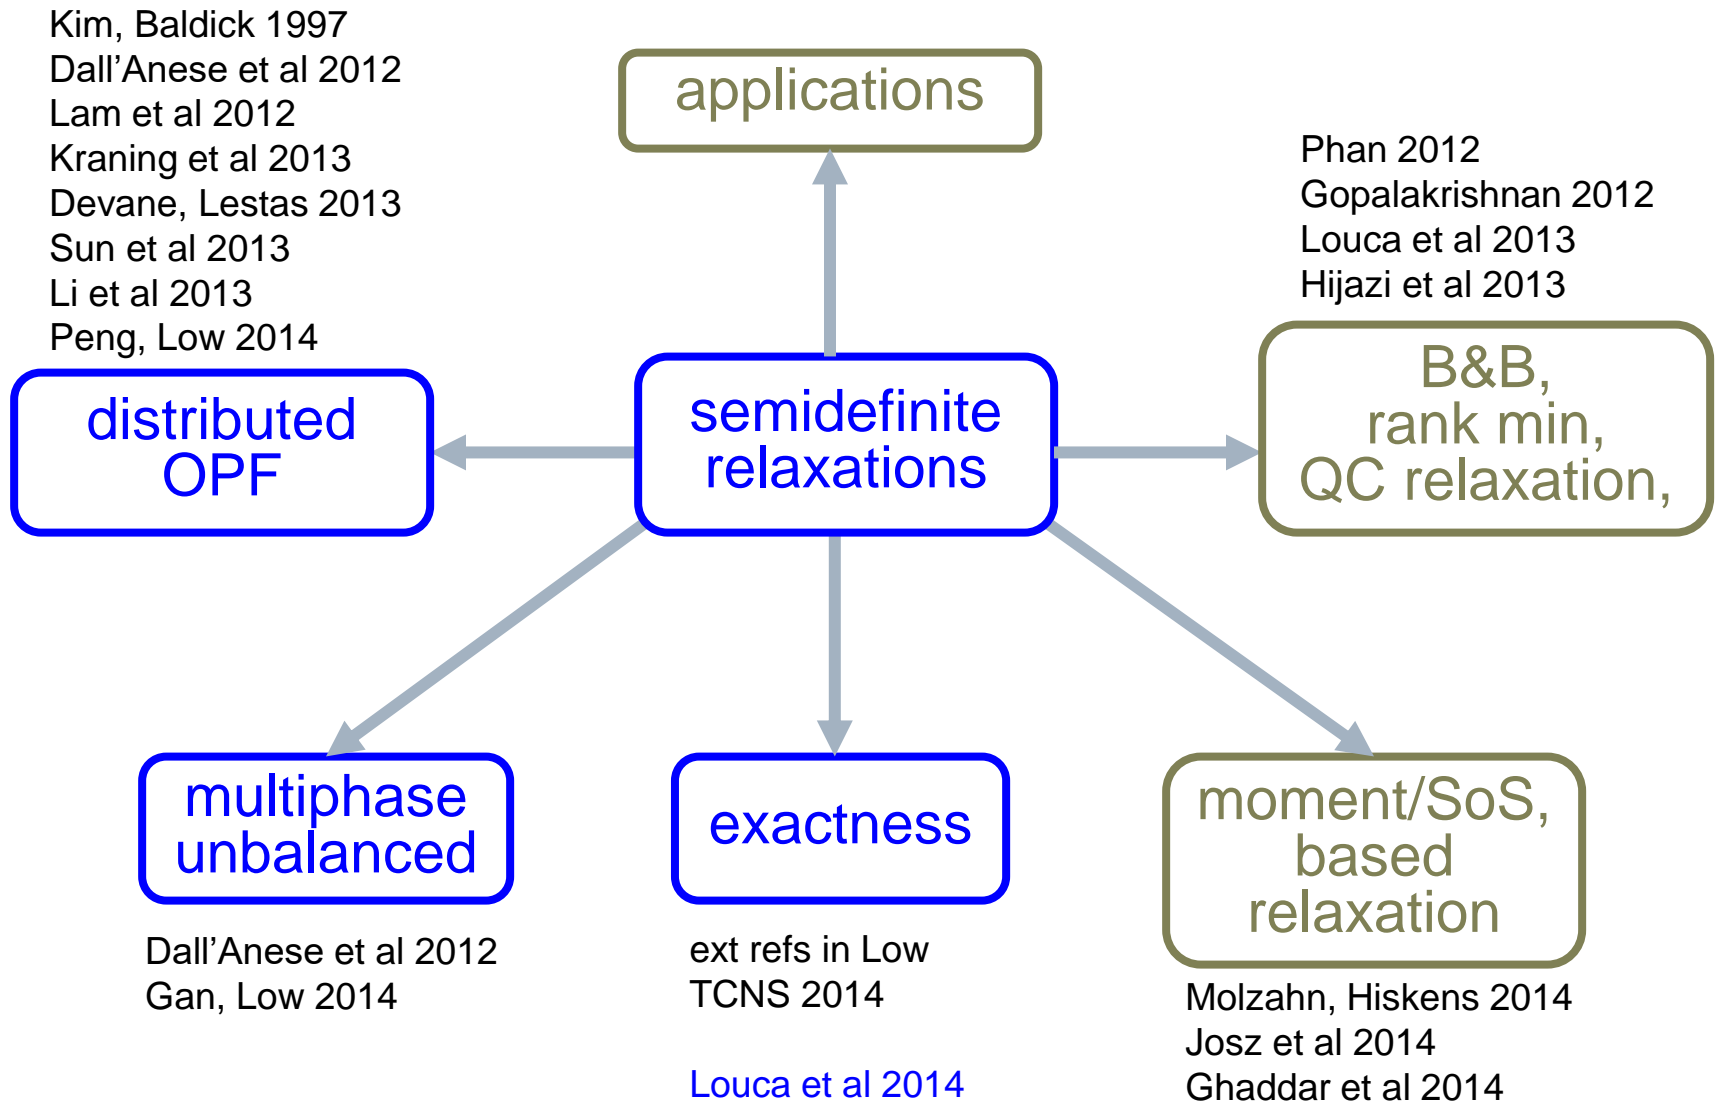 Kim, Baldick 1997
Dall’Anese et al 2012
Lam et al 2012
Kraning et al 2013
Devane, Lestas 2013
Sun et al 2013
Li et al 2013
Peng, Low 2014
applications
Phan 2012
Gopalakrishnan 2012
Louca et al 2013
Hijazi et al 2013
distributed
OPF
semidefinite
relaxations
B&B,
rank min,
QC relaxation,
multiphase
unbalanced
exactness
moment/SoS,
based
relaxation
Dall’Anese et al 2012
Gan, Low 2014
ext refs in Low
TCNS 2014
Louca et al 2014
Molzahn, Hiskens 2014
Josz et al 2014
Ghaddar et al 2014